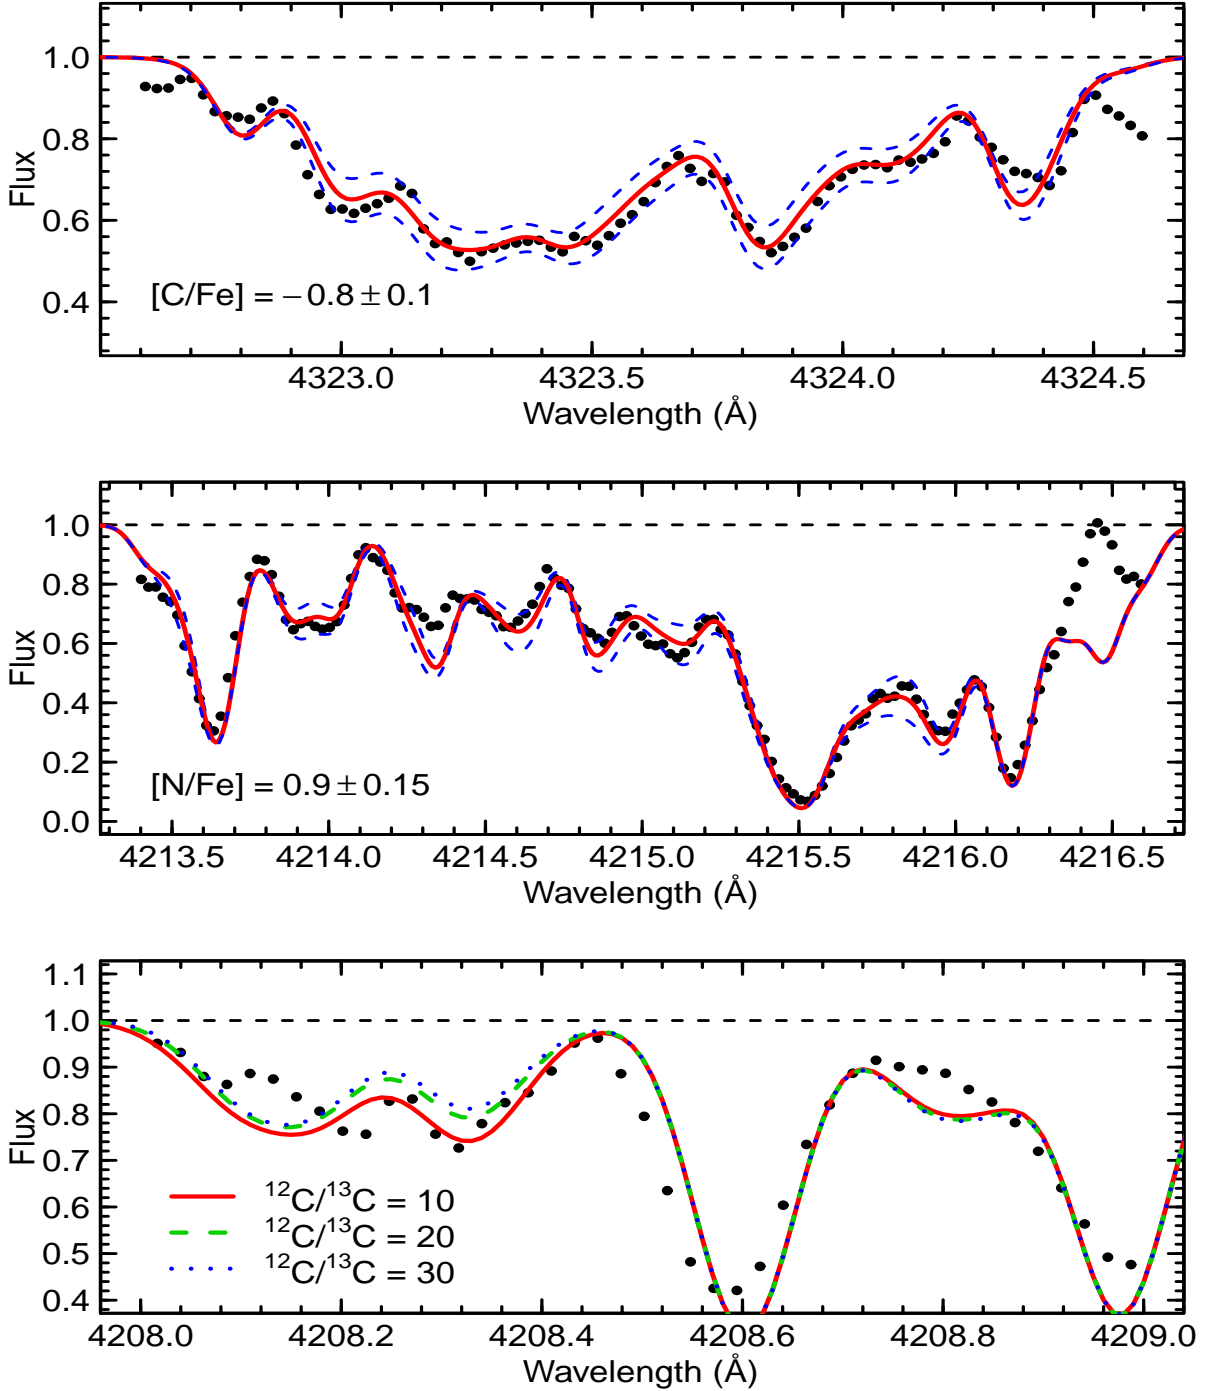 1.0
0.8
0.6
0.4
Flux
[C/Fe] = −0.8 ± 0.1
4323.0 4323.5 4324.0 4324.5
Wavelength (Å)
1.0
0.8
0.6
0.4
0.2
0.0
Flux
[N/Fe] = 0.9 ± 0.15
4213.5 4214.0 4214.5 4215.0 4215.5 4216.0 4216.5
Wavelength (Å)
1.1
1.0
0.9
0.8
0.7
0.6
0.5
0.4
Flux
¹²C/¹³C = 10
¹²C/¹³C = 20
¹²C/¹³C = 30
4208.0 4208.2 4208.4 4208.6 4208.8 4209.0
Wavelength (Å)